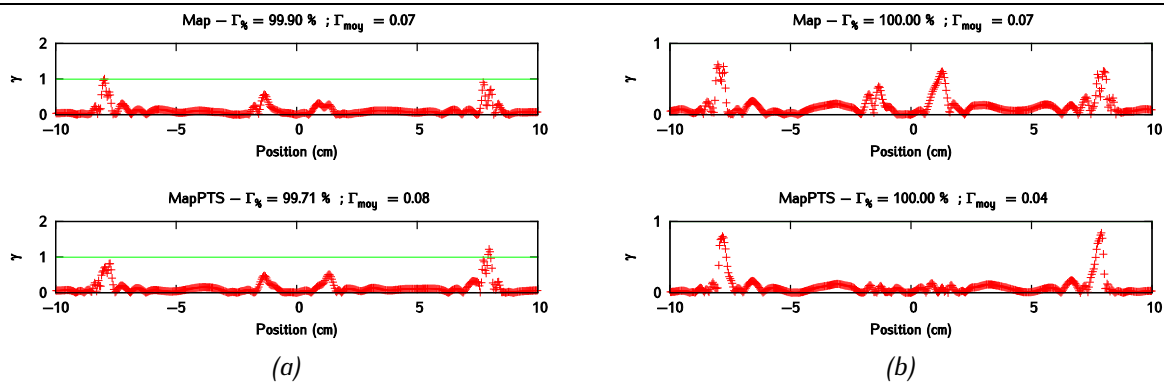 Map – Γ% = 99.90 % ; Γmoy = 0.07
2
1
0
γ
−10
−5
0
5
10
Position (cm)
MapPTS – Γ% = 99.71 % ; Γmoy = 0.08
2
1
0
γ
−10
−5
0
5
10
Position (cm)
(a)
Map – Γ% = 100.00 % ; Γmoy = 0.07
1
0
γ
−10
−5
0
5
10
Position (cm)
MapPTS – Γ% = 100.00 % ; Γmoy = 0.04
1
0
γ
−10
−5
0
5
10
Position (cm)
(b)